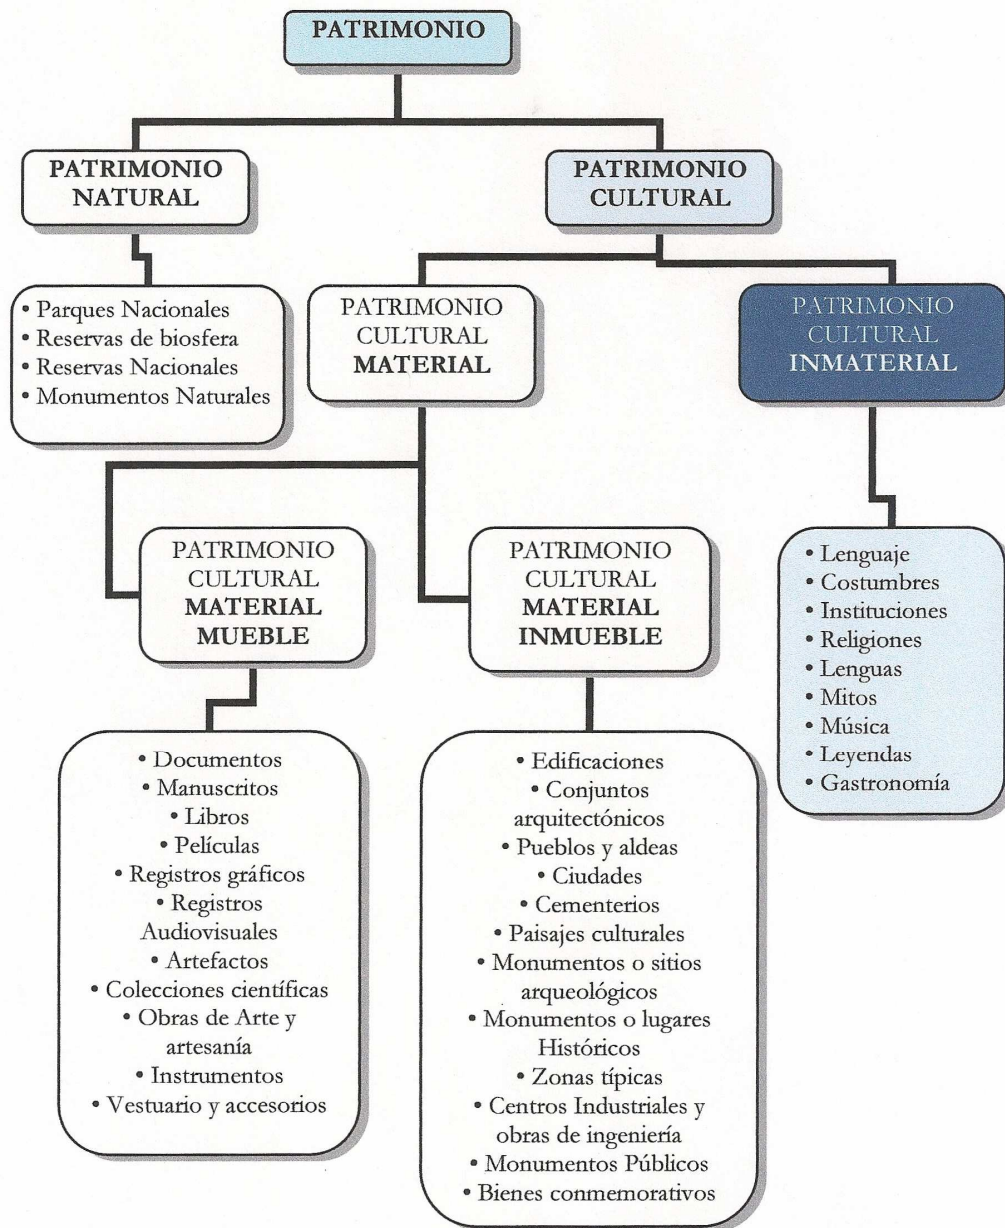 PATRIMONIO
PATRIMONIO
NATURAL
PATRIMONIO
CULTURAL
• Parques Nacionales
• Reservas de biosfera
• Reservas Nacionales
• Monumentos Naturales
PATRIMONIO
CULTURAL
MATERIAL
PATRIMONIO
CULTURAL
INMATERIAL
PATRIMONIO
CULTURAL
MATERIAL
MUEBLE
PATRIMONIO
CULTURAL
MATERIAL
INMUEBLE
• Lenguaje
• Costumbres
• Instituciones
• Religiones
• Lenguas
• Mitos
• Música
• Leyendas
• Gastronomía
• Documentos
• Manuscritos
• Libros
• Películas
• Registros gráficos
• Registros
Audiovisuales
• Artefactos
• Colecciones científicas
• Obras de Arte y
artesanía
• Instrumentos
• Vestuario y accesorios
• Edificaciones
• Conjuntos
arquitectónicos
• Pueblos y aldeas
• Ciudades
• Cementerios
• Paisajes culturales
• Monumentos o sitios
arqueológicos
• Monumentos o lugares
Históricos
• Zonas típicas
• Centros Industriales y
obras de ingeniería
• Monumentos Públicos
• Bienes conmemorativos